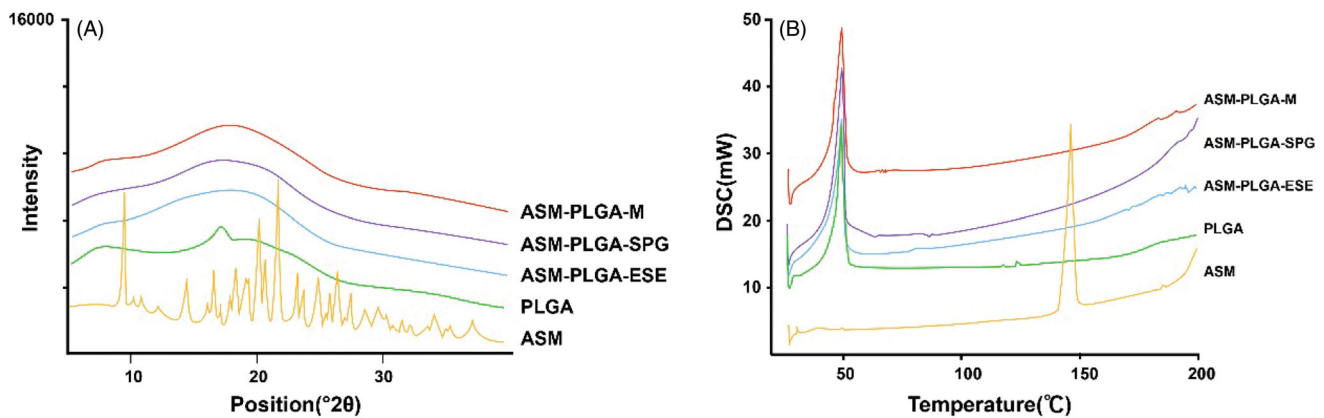 (A)
16000
Intensity
ASM-PLGA-M
ASM-PLGA-SPG
ASM-PLGA-ESE
PLGA
ASM
10 20 30
Position(°2θ)
(B)
50
40
30
20
10
DSC(mW)
ASM-PLGA-M
ASM-PLGA-SPG
ASM-PLGA-ESE
PLGA
ASM
50 100 150 200
Temperature(℃)